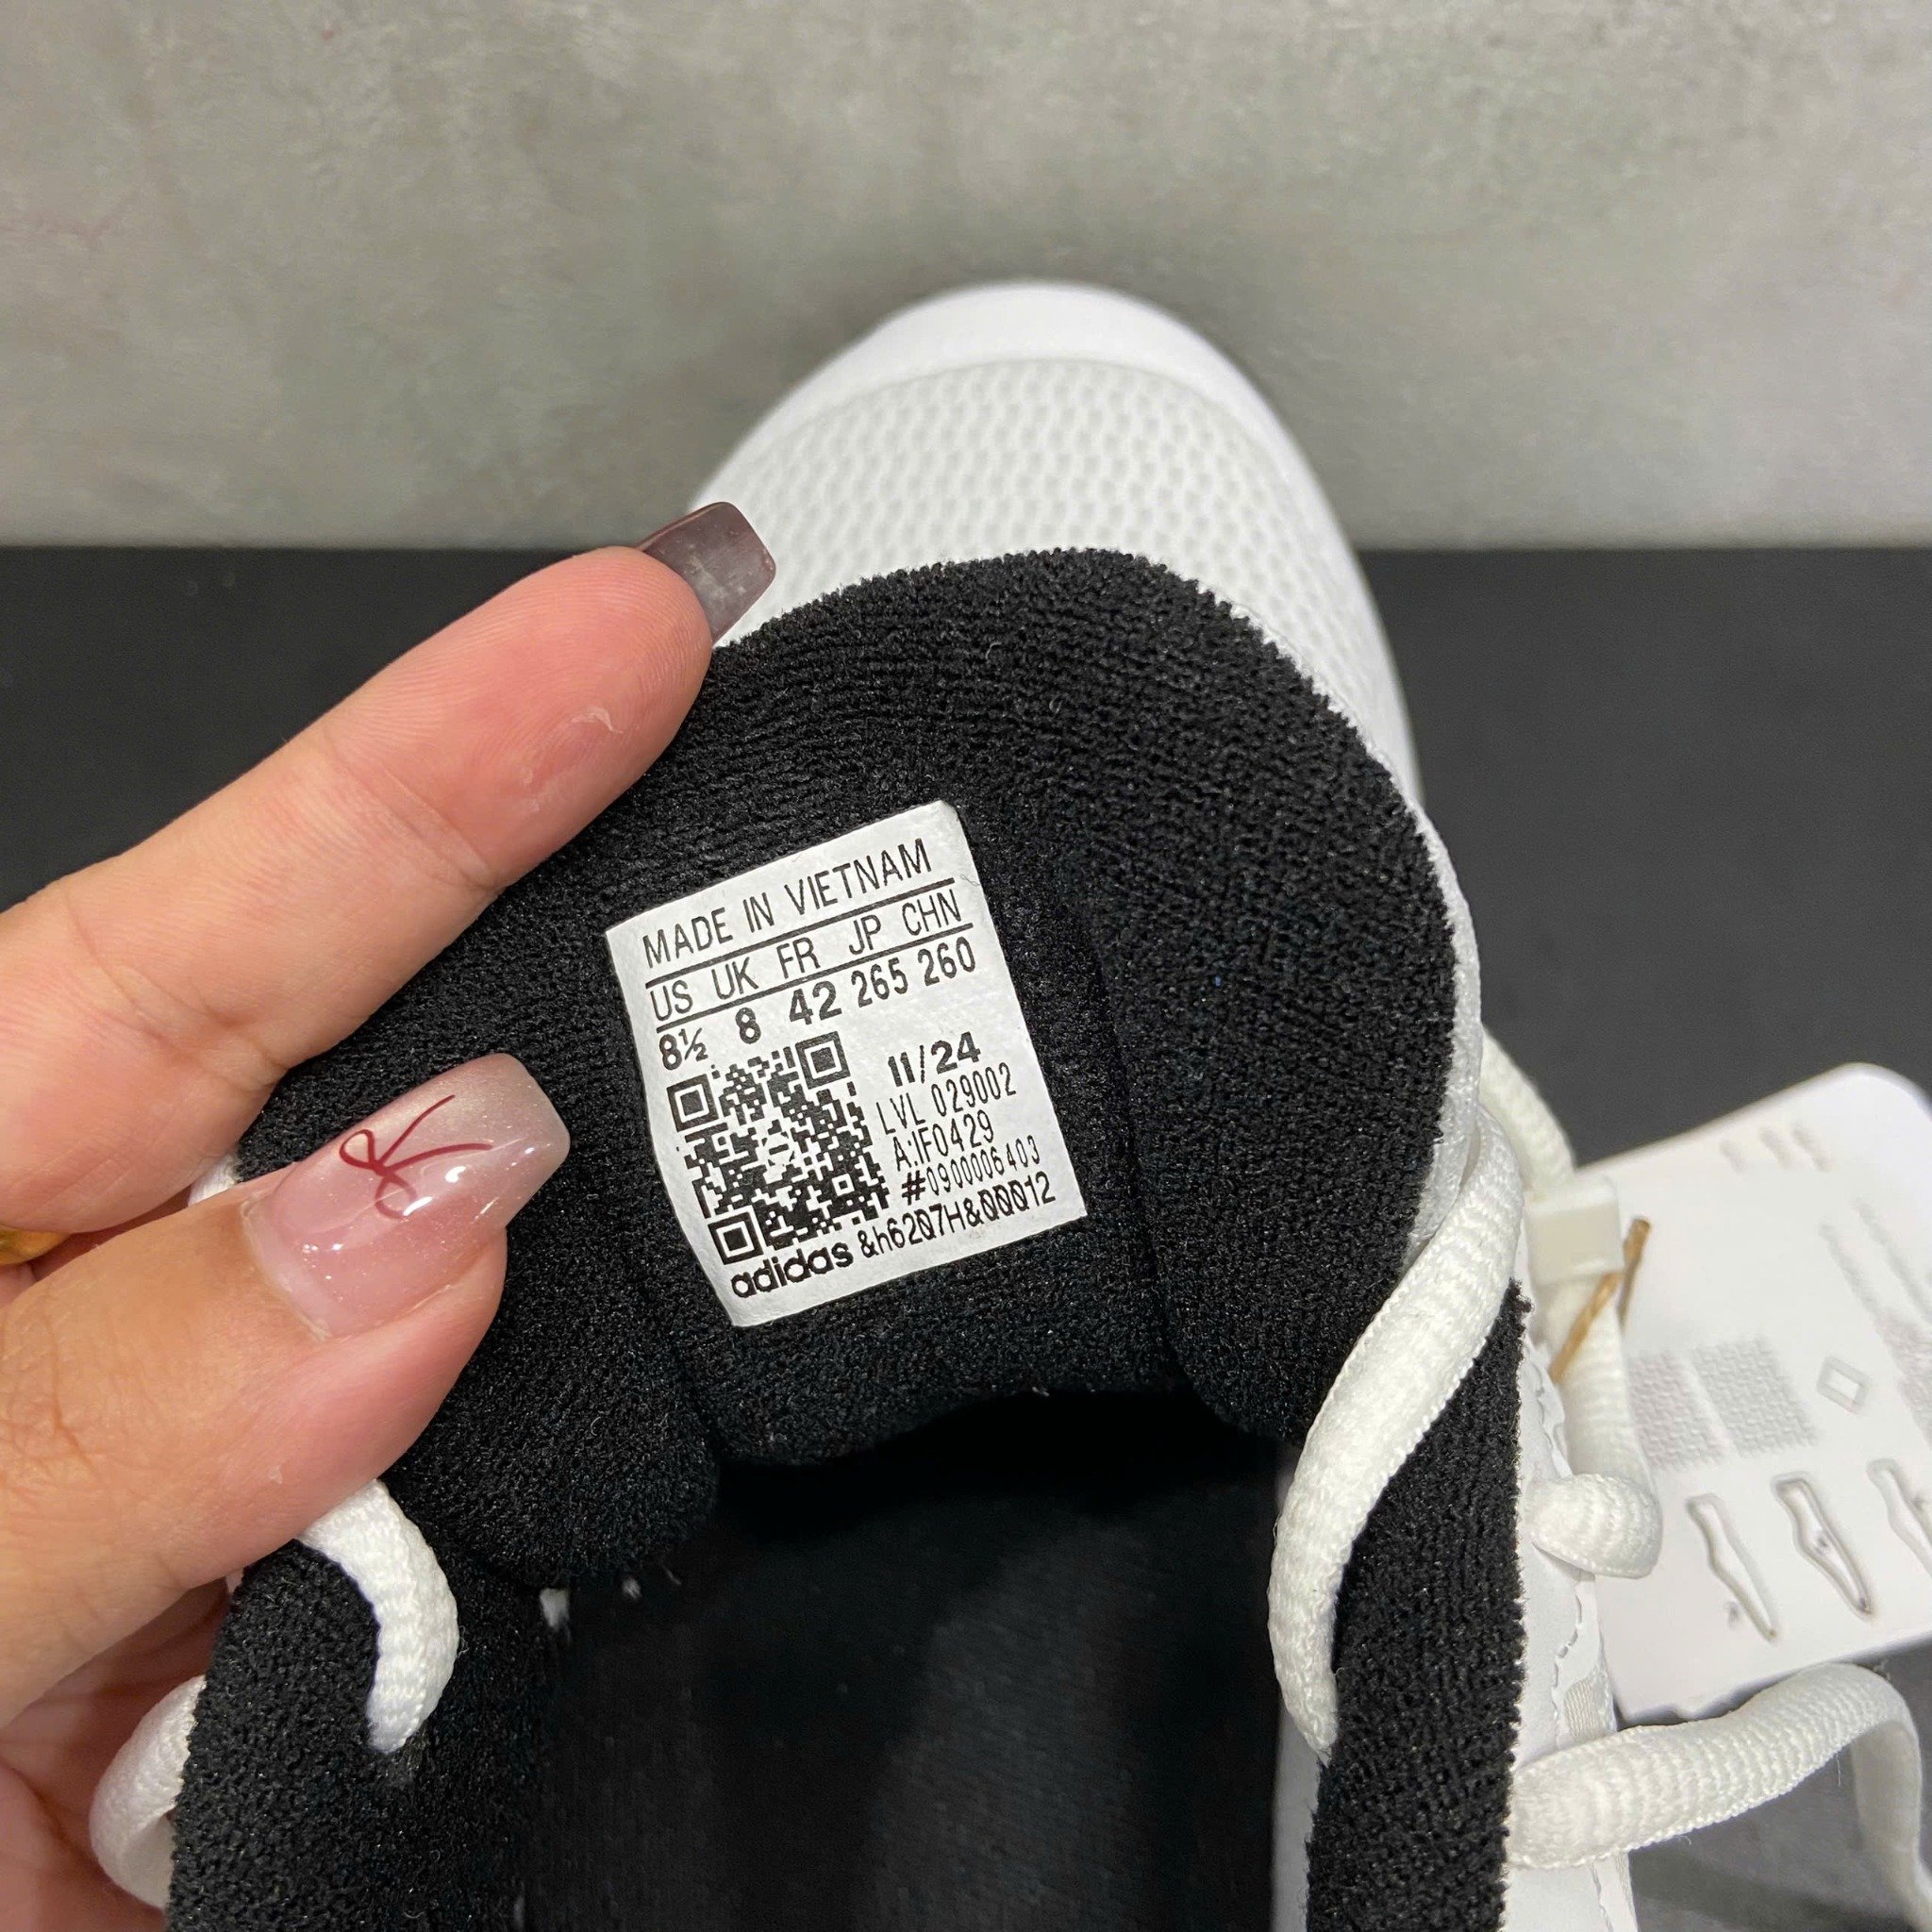 MADE IN VIETNAM
US UK FR JP CHN
8½ 8 42 265 260
11/24
LVL 029002
A:IF0429
#0900006403
adidas &h6207H&00012